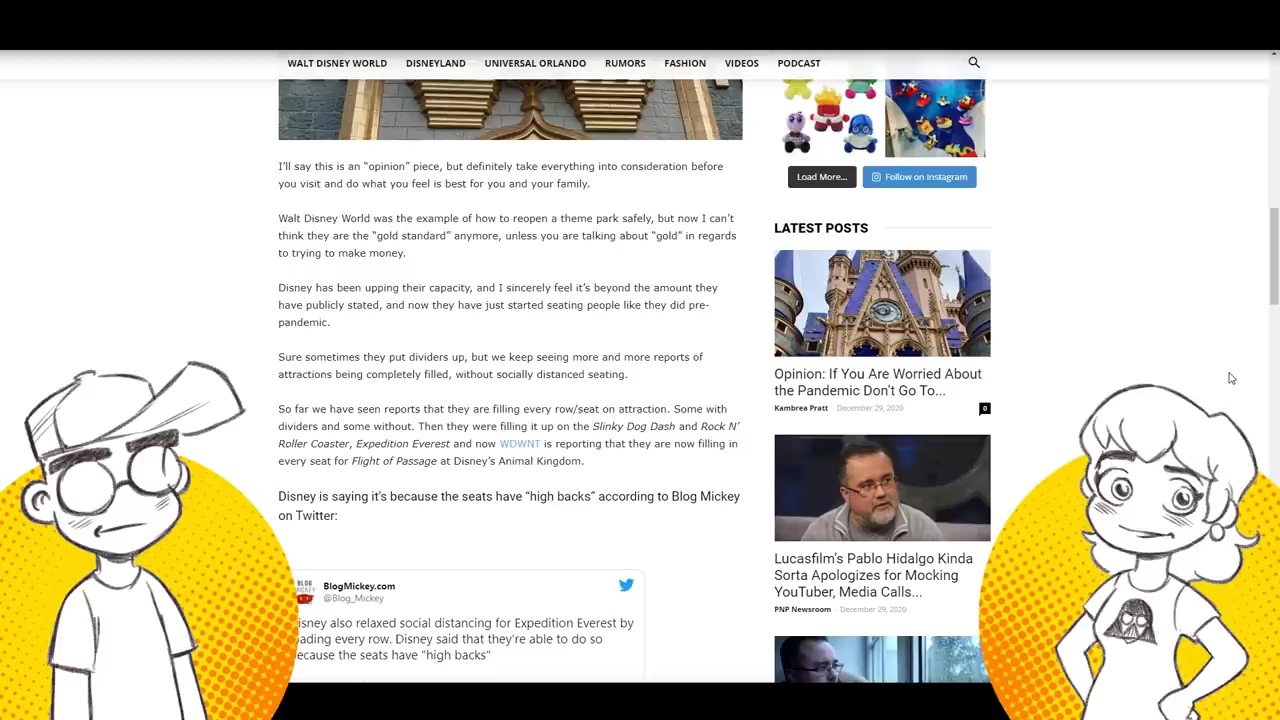 WALT DISNEY WORLD DISNEYLAND UNIVERSAL ORLANDO RUMORS FASHION VIDEOS PODCAST
I'll say this is an “opinion” piece, but definitely take everything into consideration before
you visit and do what you feel is best for you and your family.
Walt Disney World was the example of how to reopen a theme park safely, but now I can't
think they are the “gold standard” anymore, unless you are talking about “gold” in regards
to trying to make money.
Disney has been upping their capacity, and I sincerely feel it's beyond the amount they
have publicly stated, and now they have just started seating people like they did pre-
pandemic.
Sure sometimes they put dividers up, but we keep seeing more and more reports of
attractions being completely filled, without socially distanced seating.
So far we have seen reports that they are filling every row/seat on attraction. Some with
dividers and some without. Then they were filling it up on the Slinky Dog Dash and Rock N'
Roller Coaster, Expedition Everest and now WDWNT is reporting that they are now filling in
every seat for Flight of Passage at Disney's Animal Kingdom.
Disney is saying it's because the seats have “high backs” according to Blog Mickey
on Twitter:
BLOG
MICKEY
BlogMickey.com
@Blog_Mickey
isney also relaxed social distancing for Expedition Everest by
ading every row. Disney said that they're able to do so
ecause the seats have "high backs"
Load More... Follow on Instagram
LATEST POSTS
Opinion: If You Are Worried About
the Pandemic Don't Go To...
Kambrea Pratt - December 29, 2020 0
Lucasfilm's Pablo Hidalgo Kinda
Sorta Apologizes for Mocking
YouTuber, Media Calls...
PNP Newsroom - December 29, 2020